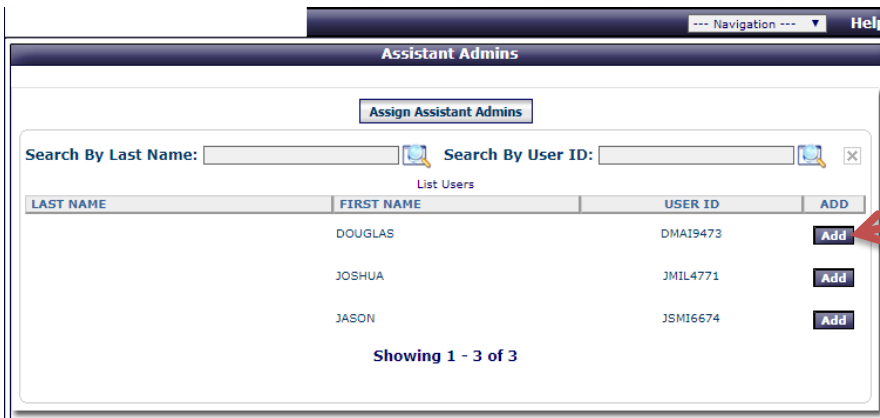 --- Navigation --- Help
Assistant Admins
Assign Assistant Admins
Search By Last Name: Search By User ID:
List Users
LAST NAME FIRST NAME USER ID ADD
DOUGLAS DMAI9473 Add
JOSHUA JMIL4771 Add
JASON JSMI6674 Add
Showing 1 - 3 of 3